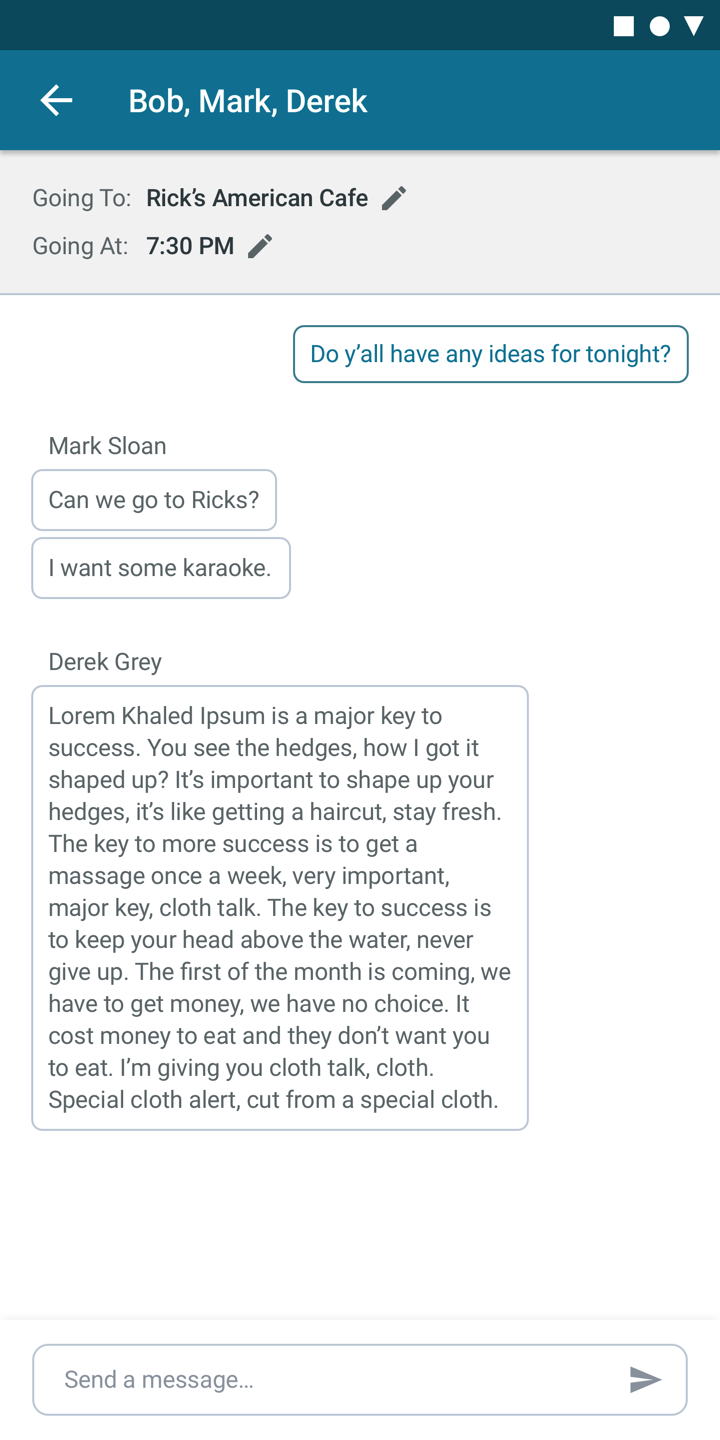 Bob, Mark, Derek
Going To: Rick’s American Cafe
Going At: 7:30 PM
Do y’all have any ideas for tonight?
Mark Sloan
Can we go to Ricks?
I want some karaoke.
Derek Grey
Lorem Khaled Ipsum is a major key to
success. You see the hedges, how I got it
shaped up? It’s important to shape up your
hedges, it’s like getting a haircut, stay fresh.
The key to more success is to get a
massage once a week, very important,
major key, cloth talk. The key to success is
to keep your head above the water, never
give up. The first of the month is coming, we
have to get money, we have no choice. It
cost money to eat and they don’t want you
to eat. I’m giving you cloth talk, cloth.
Special cloth alert, cut from a special cloth.
Send a message...